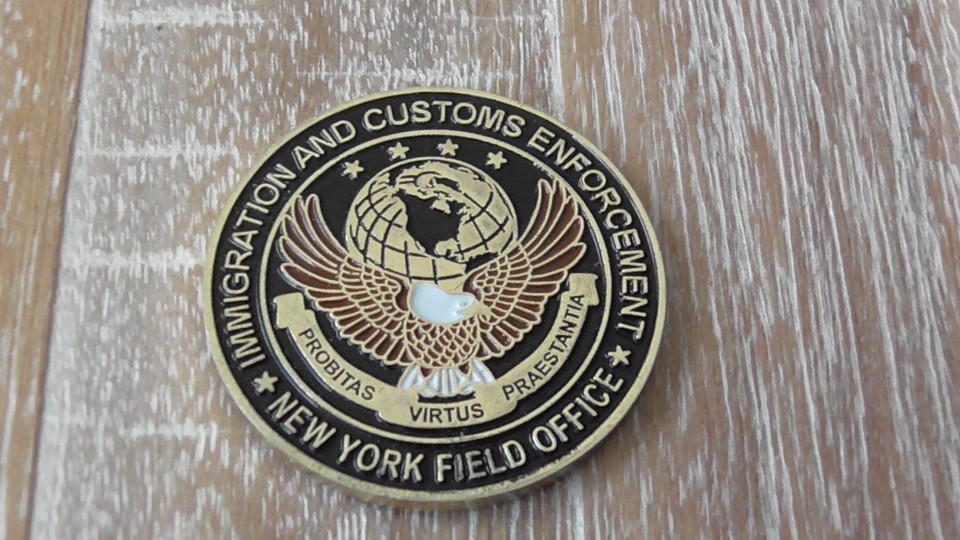 IMMIGRATION AND CUSTOMS ENFORCEMENT
PROBITAS VIRTUS PRAESTANTIA
NEW YORK FIELD OFFICE